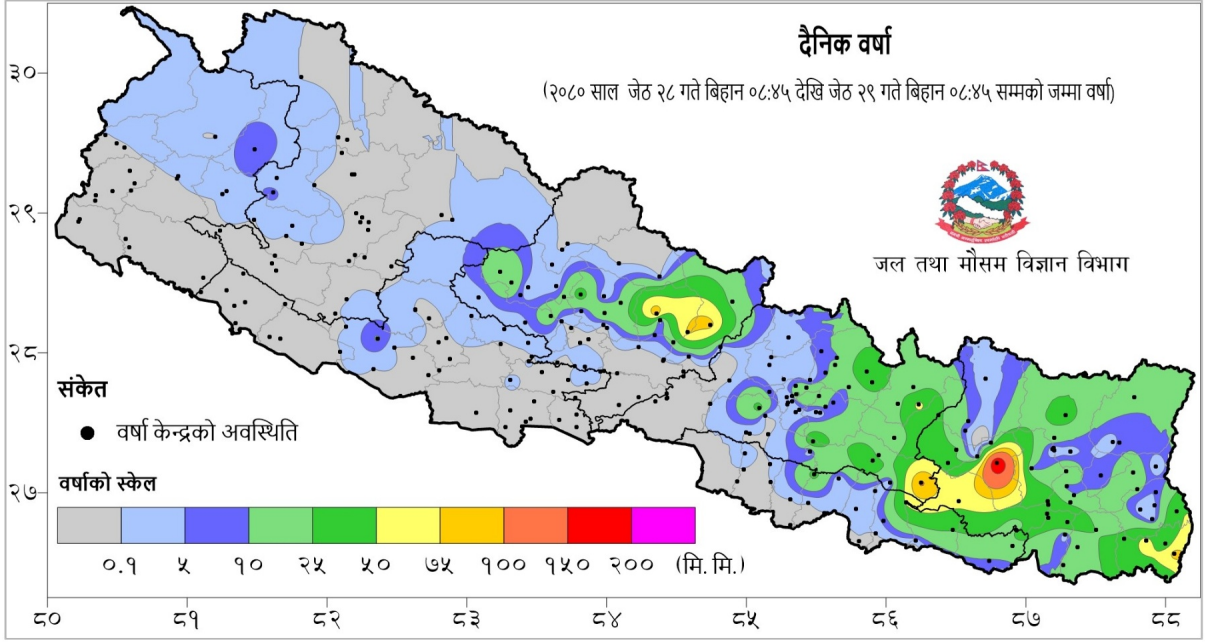 दैनिक वर्षा
(२०८० साल जेठ २८ गते बिहान ०८:४५ देखि जेठ २९ गते बिहान ०८:४५ सम्मको जम्मा वर्षा)
जल तथा मौसम विज्ञान विभाग
३०
२९
२८
२७
संकेत
वर्षा केन्द्रको अवस्थिति
वर्षाको स्केल
०.१ ५ १० २५ ५० ७५ १०० १५० २०० (मि. मि.)
८० ८१ ८२ ८३ ८४ ८५ ८६ ८७ ८८